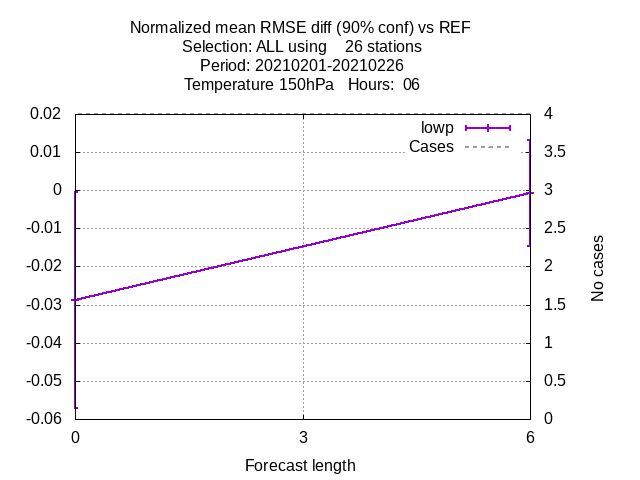 Normalized mean RMSE diff (90% conf) vs REF
Selection: ALL using    26 stations
Period: 20210201-20210226
Temperature 150hPa   Hours:  06
lowp
Cases
0.02
0.01
0
-0.01
-0.02
-0.03
-0.04
-0.05
-0.06
4
3.5
3
2.5
2
1.5
1
0.5
0
No cases
0 3 6
Forecast length